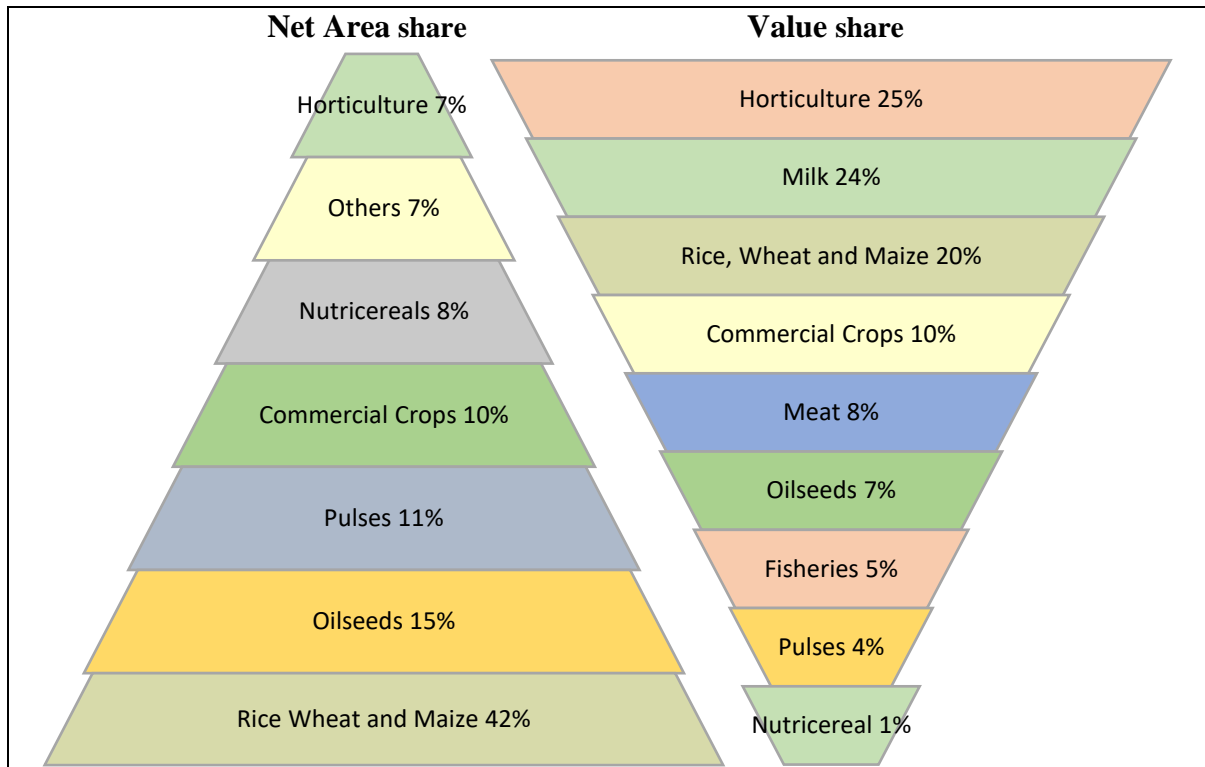 Net Area share
Horticulture 7%
Others 7%
Nutricereals 8%
Commercial Crops 10%
Pulses 11%
Oilseeds 15%
Rice Wheat and Maize 42%
Value share
Horticulture 25%
Milk 24%
Rice, Wheat and Maize 20%
Commercial Crops 10%
Meat 8%
Oilseeds 7%
Fisheries 5%
Pulses 4%
Nutricereal 1%